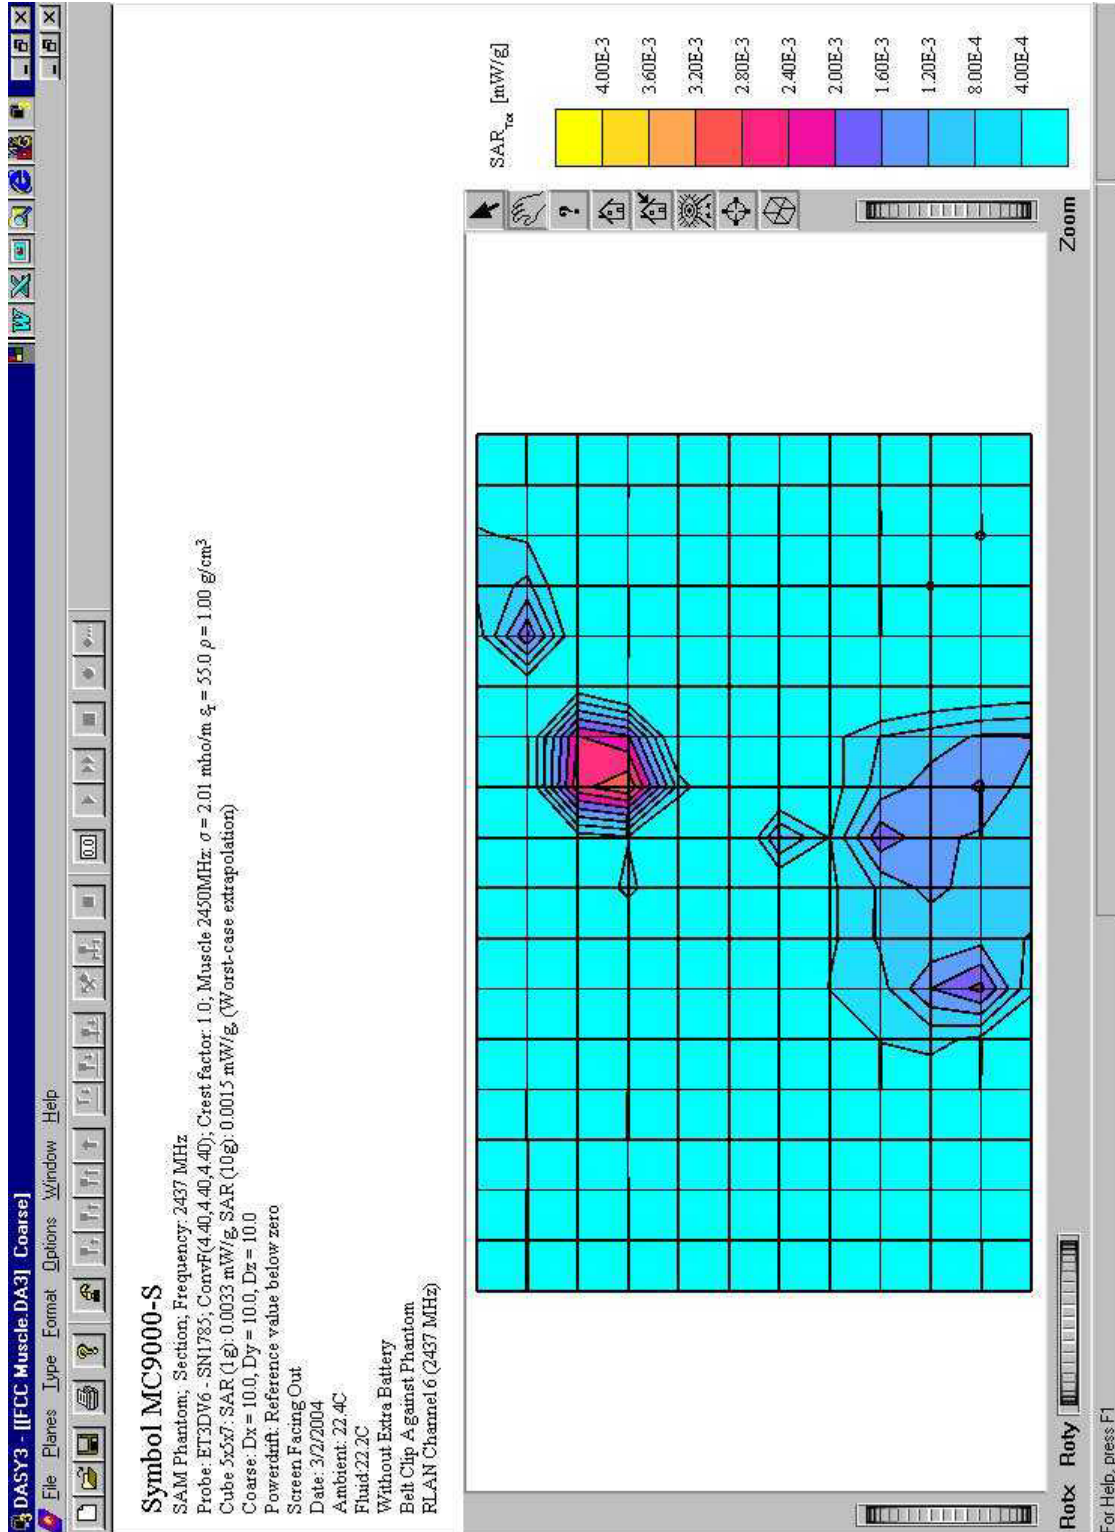 DASY3 - [[FCC Muscle.DA3] Coarse]
File Planes Type Format Options Window Help
Symbol MC9000-S
SAM Phantom; Section; Frequency: 2437 MHz
Probe: ET3DV6 - SN1785; ConvF(4.40,4.40,4.40); Crest factor: 1.0; Muscle 2450MHz: σ = 2.01 mho/m εr = 55.0 ρ = 1.00 g/cm³
Cube 5x5x7: SAR (1g): 0.0033 mW/g, SAR (10g): 0.0015 mW/g, (Worst-case extrapolation)
Coarse: Dx = 10.0, Dy = 10.0, Dz = 10.0
Powerdrift: Reference value below zero
Screen Facing Out
Date: 3/2/2004
Ambient: 22.4C
Fluid:22.2C
Without Extra Battery
Belt Clip Against Phantom
RLAN Channel 6 (2437 MHz)
SARTot [mW/g]
4.00E-3
3.60E-3
3.20E-3
2.80E-3
2.40E-3
2.00E-3
1.60E-3
1.20E-3
8.00E-4
4.00E-4
Rotx Roty Zoom
For Help, press F1